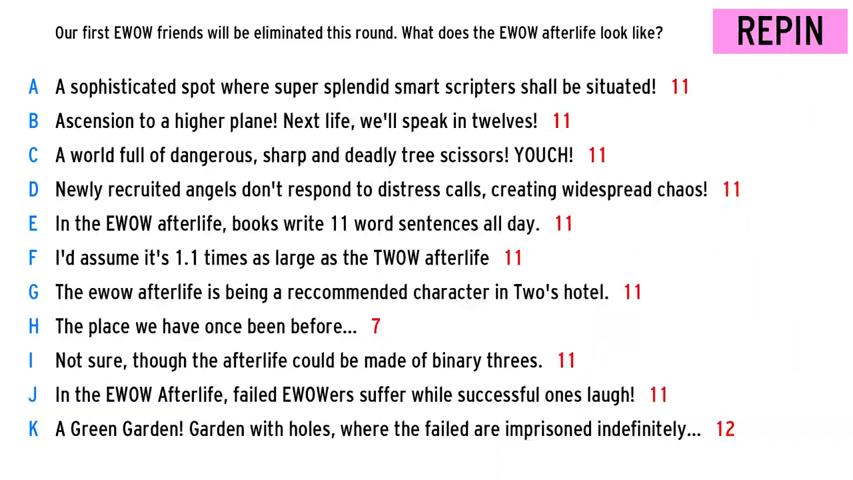 Our first EWOW friends will be eliminated this round. What does the EWOW afterlife look like?
REPIN
A A sophisticated spot where super splendid smart scripters shall be situated! 11
B Ascension to a higher plane! Next life, we'll speak in twelves! 11
C A world full of dangerous, sharp and deadly tree scissors! YOUCH! 11
D Newly recruited angels don't respond to distress calls, creating widespread chaos! 11
E In the EWOW afterlife, books write 11 word sentences all day. 11
F I'd assume it's 1.1 times as large as the TWOW afterlife 11
G The ewow afterlife is being a reccommended character in Two's hotel. 11
H The place we have once been before... 7
I Not sure, though the afterlife could be made of binary threes. 11
J In the EWOW Afterlife, failed EWOWers suffer while successful ones laugh! 11
K A Green Garden! Garden with holes, where the failed are imprisoned indefinitely... 12